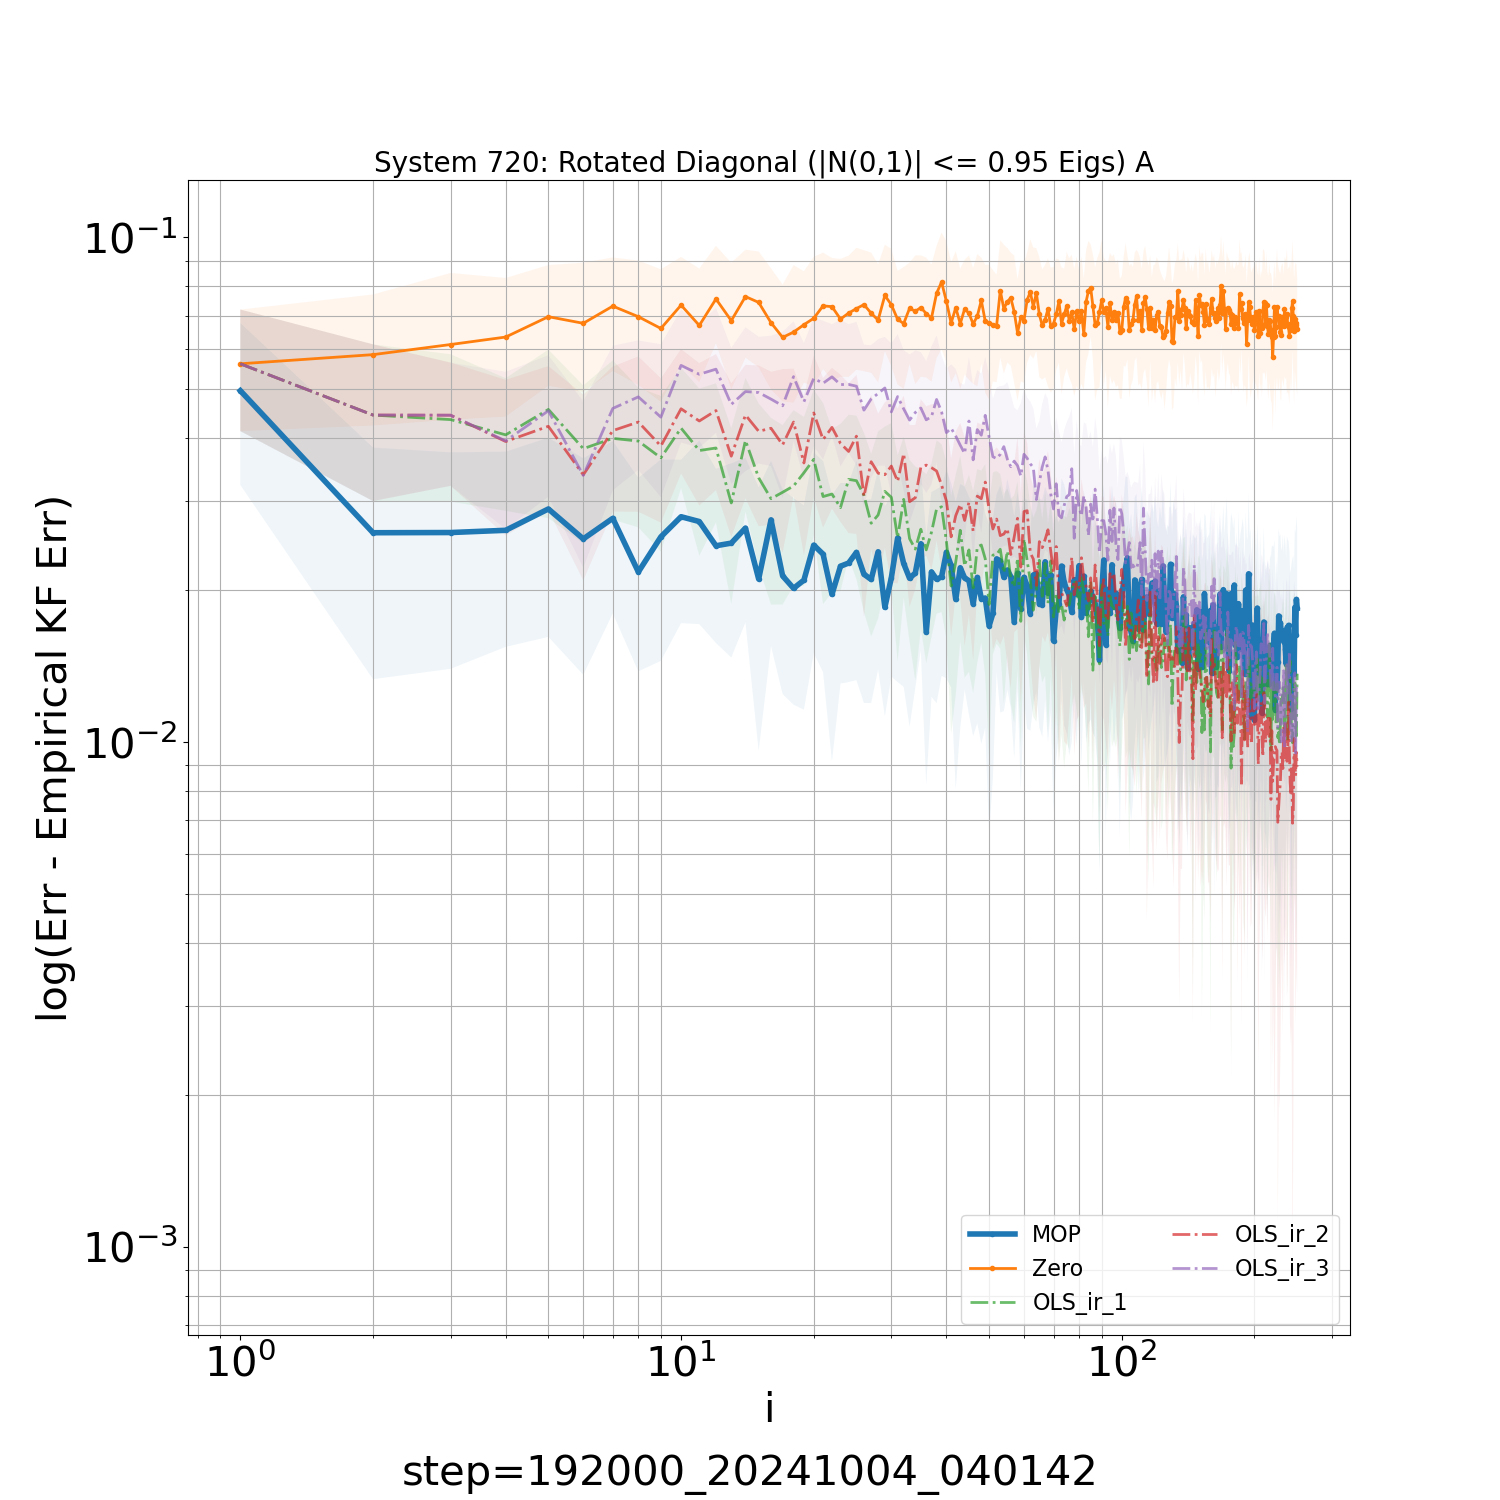 System 720: Rotated Diagonal (|N(0,1)| <= 0.95 Eigs) A
log(Err - Empirical KF Err)
10⁻¹
10⁻²
10⁻³
MOP
Zero
OLS_ir_1
OLS_ir_2
OLS_ir_3
10⁰ 10¹ 10²
i
step=192000_20241004_040142